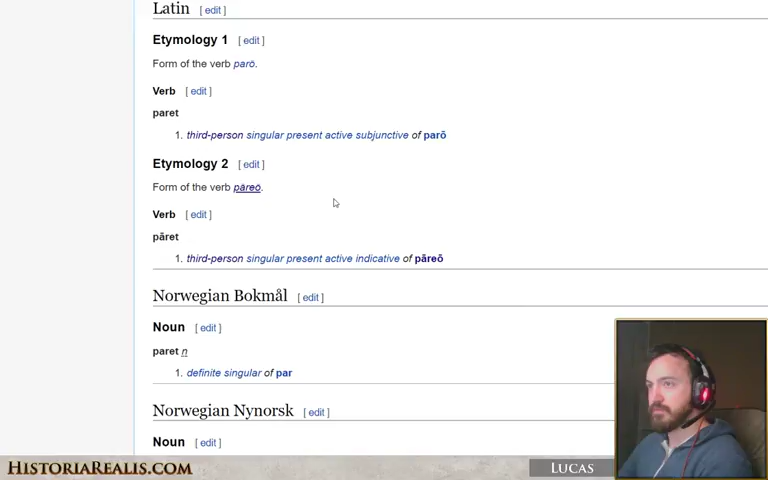 Latin [ edit ]
Etymology 1 [ edit ]
Form of the verb parō.
Verb [ edit ]
paret
1. third-person singular present active subjunctive of parō
Etymology 2 [ edit ]
Form of the verb pāreō.
Verb [ edit ]
pāret
1. third-person singular present active indicative of pāreō
Norwegian Bokmål [ edit ]
Noun [ edit ]
paret n
1. definite singular of par
Norwegian Nynorsk [ edit ]
Noun [ edit ]
HISTORIAREALIS.COM
LUCAS